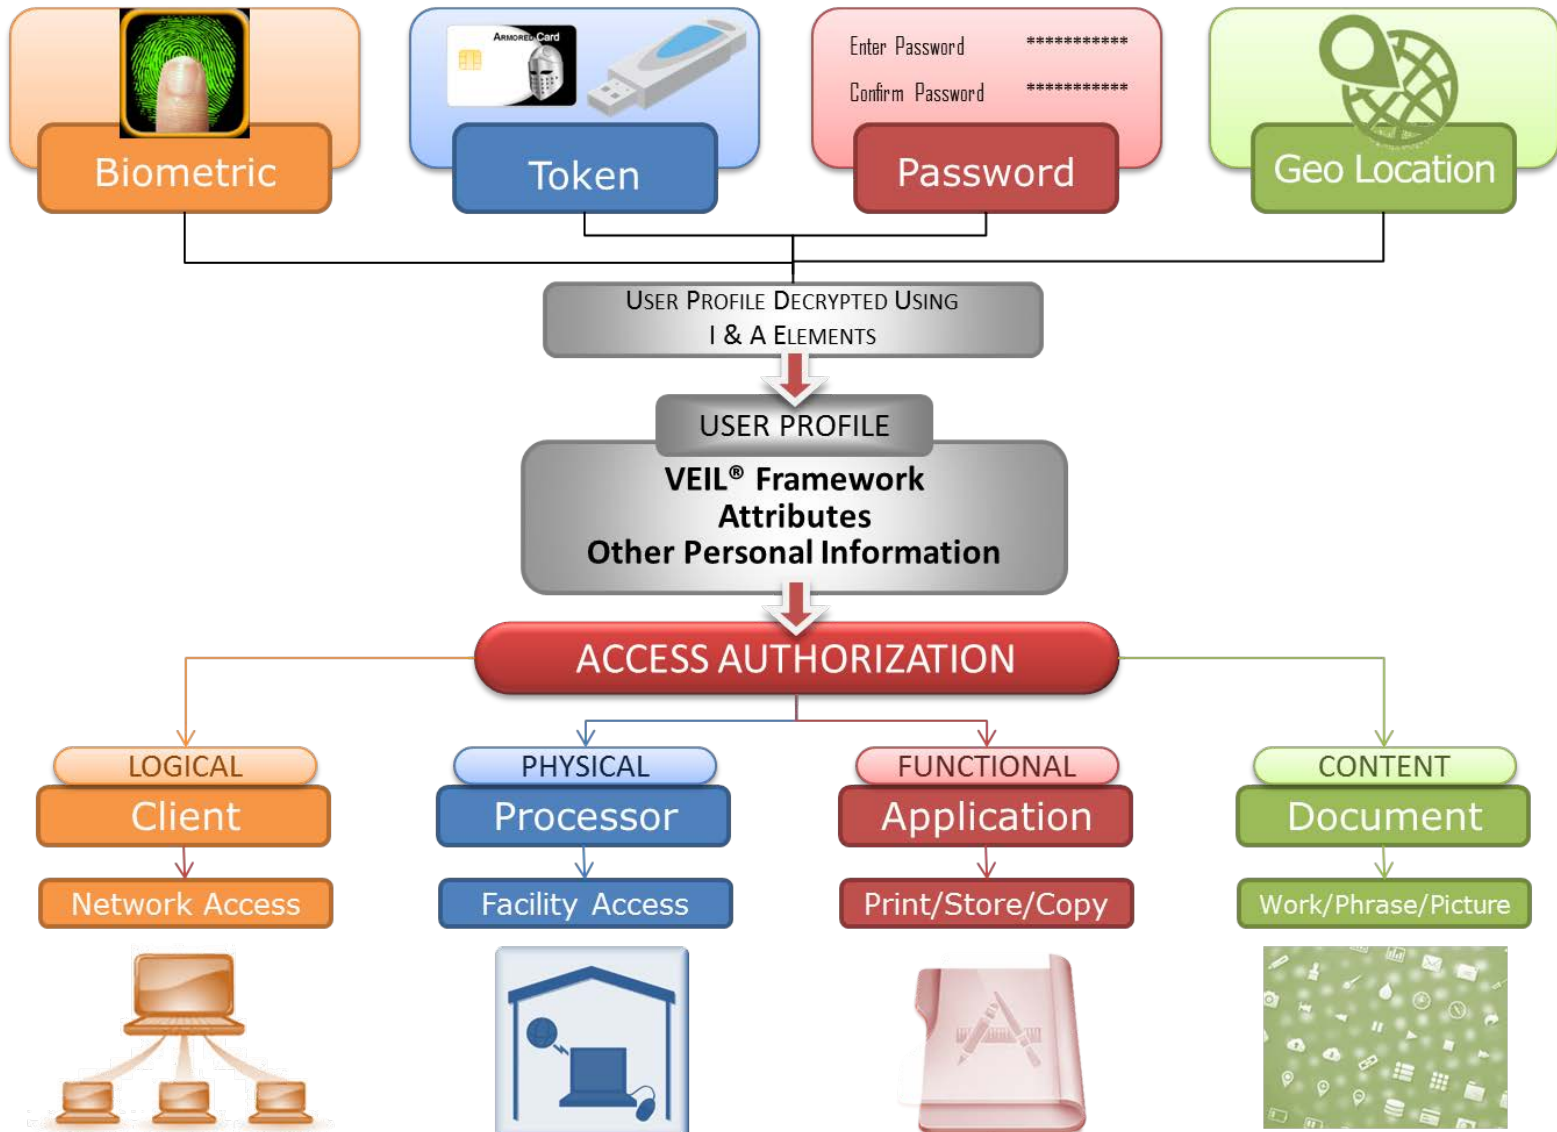 ARMORED Card
Enter Password ***********
Confirm Password ***********
Biometric
Token
Password
Geo Location
USER PROFILE DECRYPTED USING
I & A ELEMENTS
USER PROFILE
VEIL® Framework
Attributes
Other Personal Information
ACCESS AUTHORIZATION
LOGICAL
PHYSICAL
FUNCTIONAL
CONTENT
Client
Processor
Application
Document
Network Access
Facility Access
Print/Store/Copy
Work/Phrase/Picture